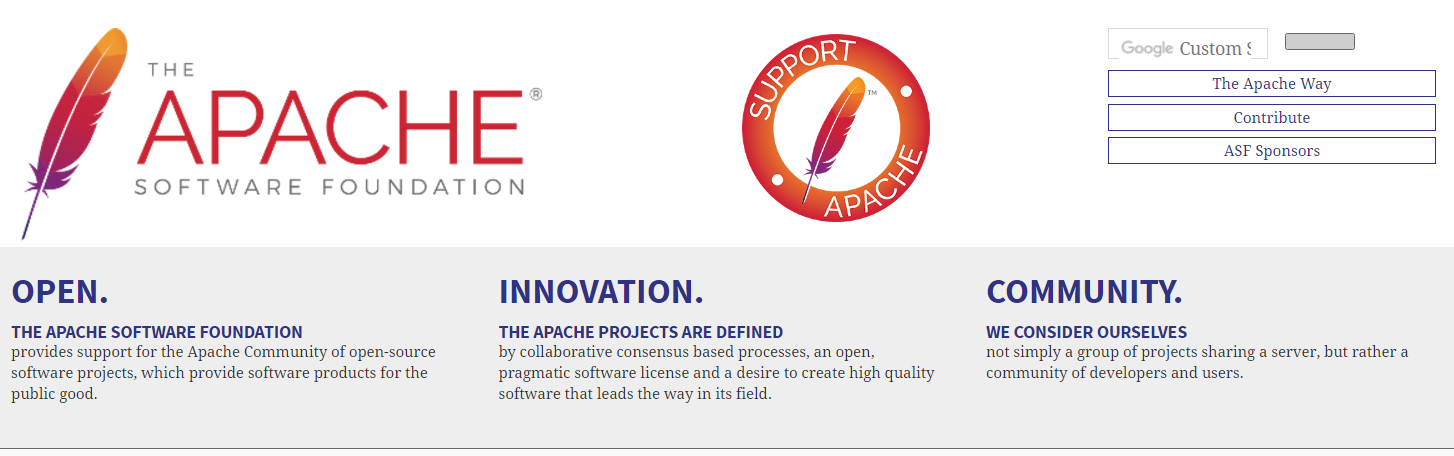 THE
APACHE®
SOFTWARE FOUNDATION
SUPPORT
TM
APACHE
Google Custom
The Apache Way
Contribute
ASF Sponsors
OPEN.
THE APACHE SOFTWARE FOUNDATION
provides support for the Apache Community of open-source
software projects, which provide software products for the
public good.
INNOVATION.
THE APACHE PROJECTS ARE DEFINED
by collaborative consensus based processes, an open,
pragmatic software license and a desire to create high quality
software that leads the way in its field.
COMMUNITY.
WE CONSIDER OURSELVES
not simply a group of projects sharing a server, but rather a
community of developers and users.